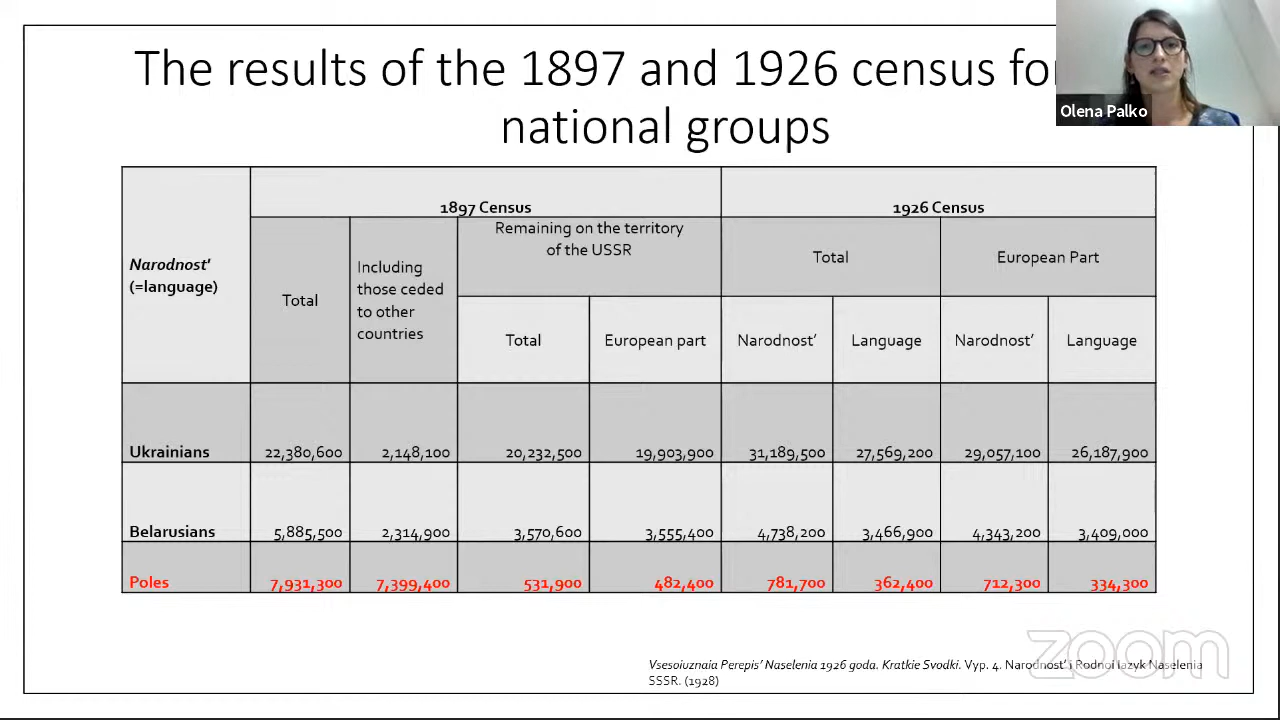 The results of the 1897 and 1926 census for
national groups
Olena Palko
Narodnost'
(=language)
1897 Census
1926 Census
Total
Including
those ceded
to other
countries
Remaining on the territory
of the USSR
Total
European Part
Total
European part
Narodnost'
Language
Narodnost'
Language
Ukrainians 22,380,600 2,148,100 20,232,500 19,903,900 31,189,500 27,569,200 29,057,100 26,187,900
Belarusians 5,885,500 2,314,900 3,570,600 3,555,400 4,738,200 3,466,900 4,343,200 3,409,000
Poles 7,931,300 7,399,400 531,900 482,400 781,700 362,400 712,300 334,300
Vsesoiuznaia Perepis' Naselenia 1926 goda. Kratkie Svodki. Vyp. 4. Narodnost' i Rodnoi Iazyk Naselenia
SSSR. (1928)
zoom